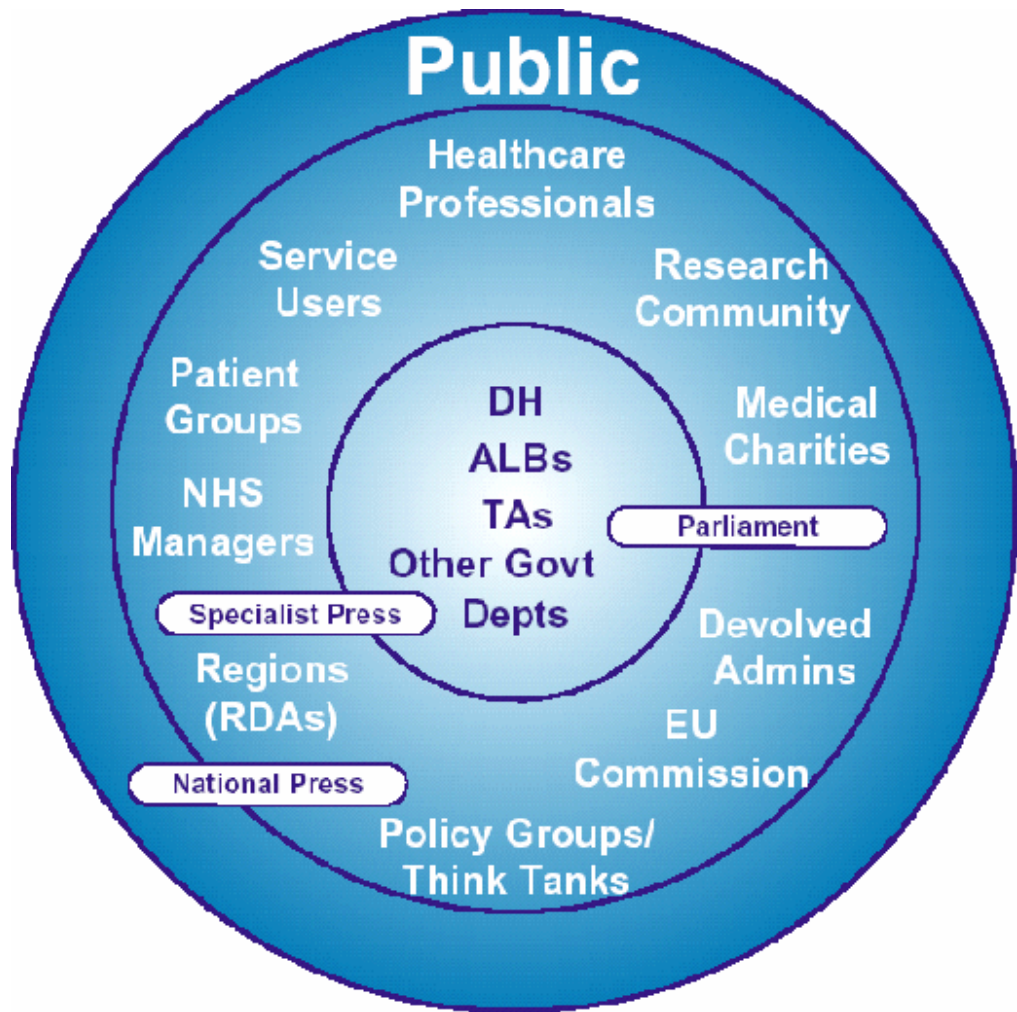 Public
Healthcare
Professionals
Service
Users
Research
Community
Patient
Groups
DH
ALBs
TAs
Other Govt
Depts
Medical
Charities
NHS
Managers
Parliament
Specialist Press
Devolved
Admins
Regions
(RDAs)
EU
Commission
National Press
Policy Groups/
Think Tanks